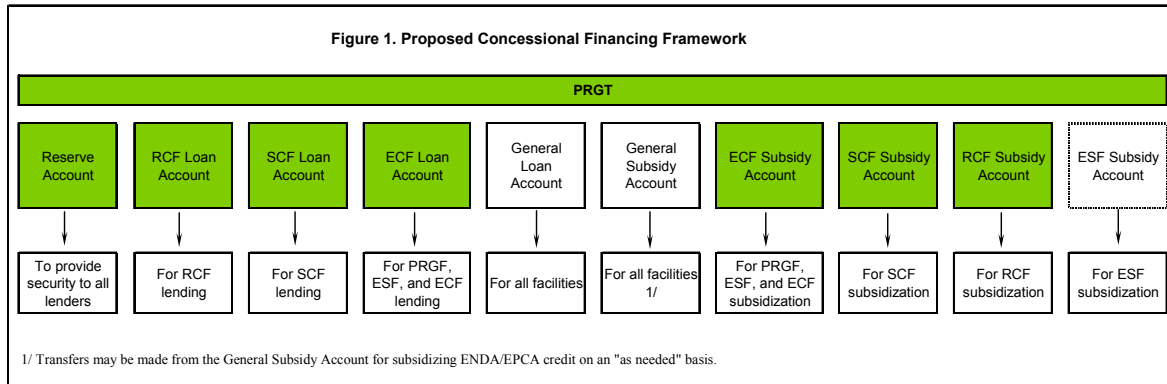 Figure 1. Proposed Concessional Financing Framework
PRGT
Reserve
Account
RCF Loan
Account
SCF Loan
Account
ECF Loan
Account
General
Loan
Account
General
Subsidy
Account
ECF Subsidy
Account
SCF Subsidy
Account
RCF Subsidy
Account
ESF Subsidy
Account
To provide
security to all
lenders
For RCF
lending
For SCF
lending
For PRGF,
ESF, and ECF
lending
For all facilities
For all facilities
1/
For PRGF,
ESF, and ECF
subsidization
For SCF
subsidization
For RCF
subsidization
For ESF
subsidization
1/ Transfers may be made from the General Subsidy Account for subsidizing ENDA/EPCA credit on an "as needed" basis.